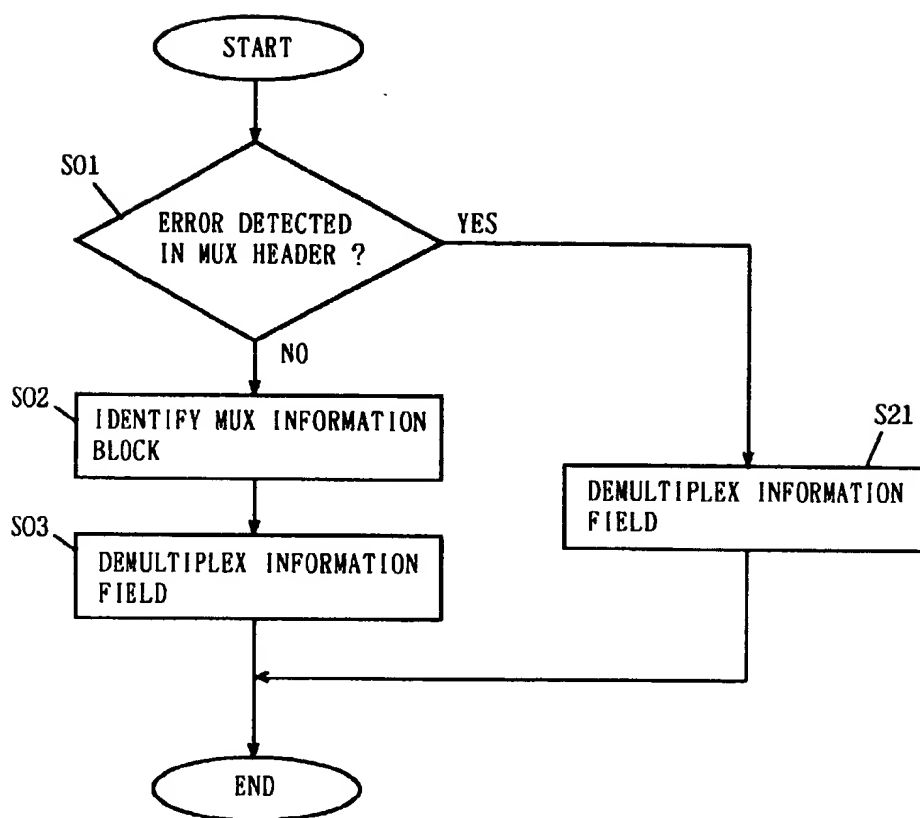 START
S01
ERROR DETECTED
IN MUX HEADER ?
YES
NO
S02
IDENTIFY MUX INFORMATION
BLOCK
S21
DEMULTIPLEX INFORMATION
FIELD
S03
DEMULTIPLEX INFORMATION
FIELD
END